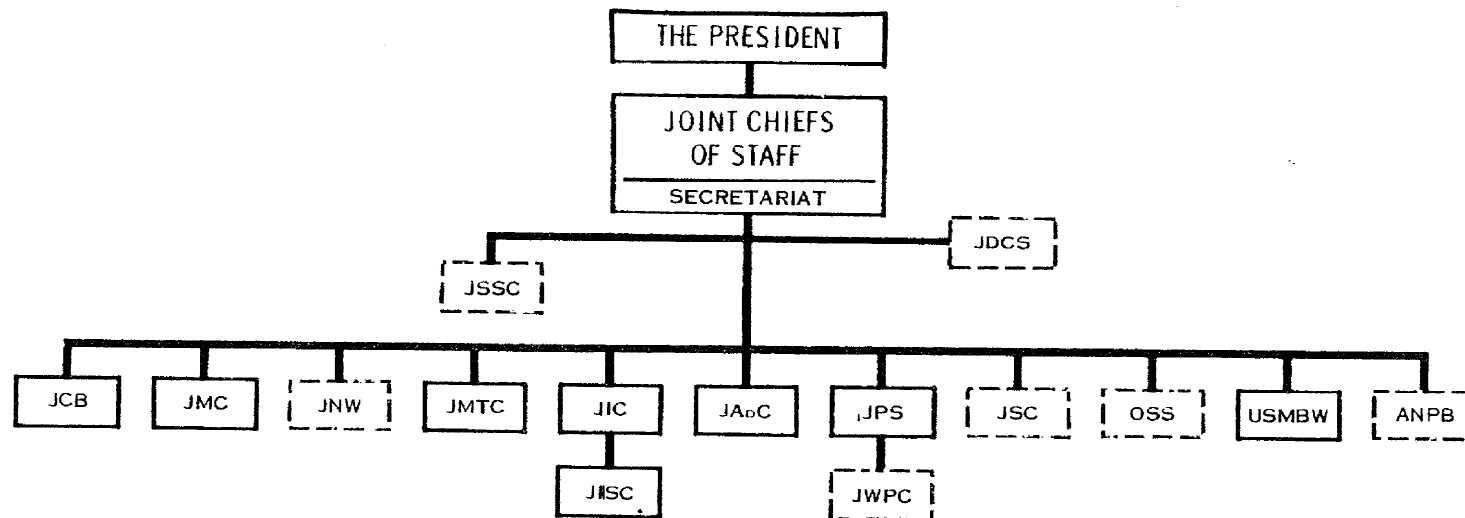 THE PRESIDENT
JOINT CHIEFS
OF STAFF
SECRETARIAT
JDCS
JSSC
JCB
JMC
JNW
JMTC
JIC
JADC
JPS
JSC
OSS
USMBW
ANPB
JISC
JWPC